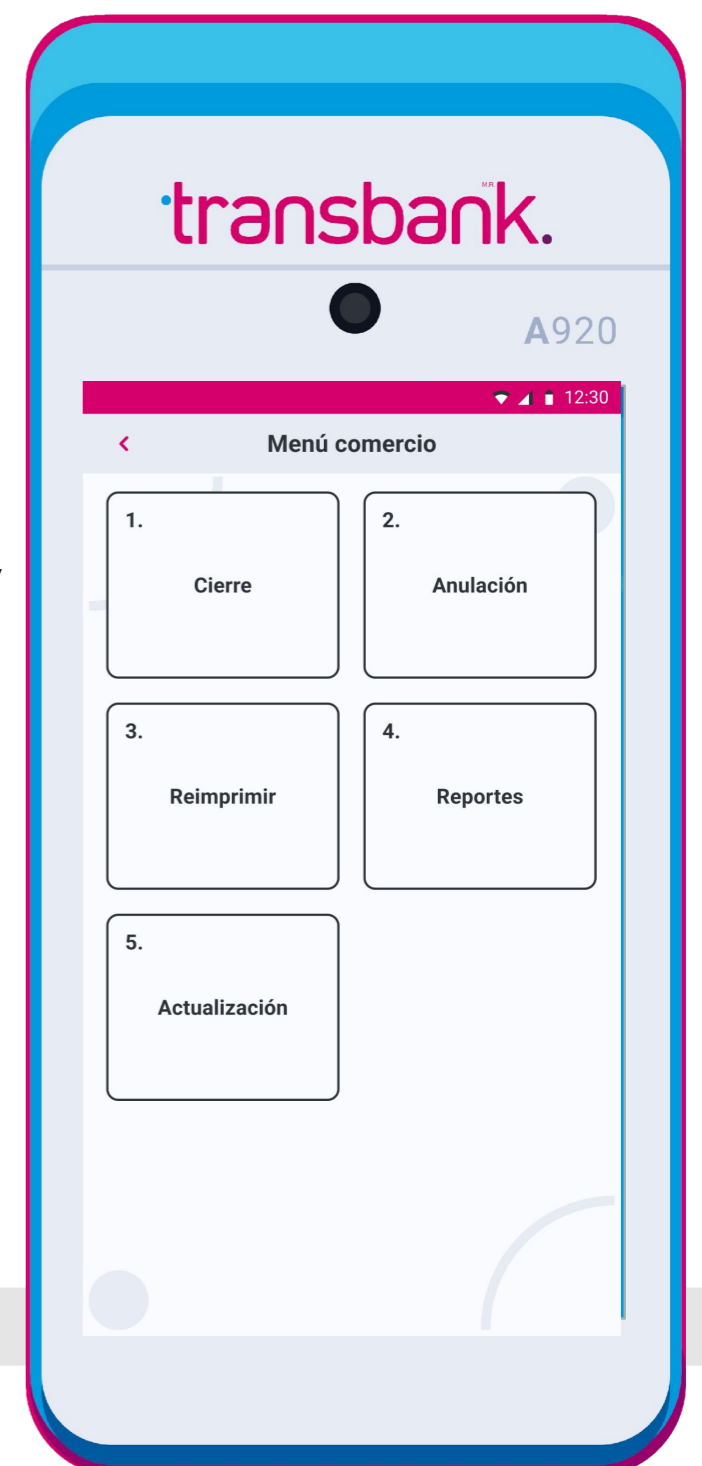 transbank.
M.R.
A920
12:30
Menú comercio
1.
Cierre
2.
Anulación
3.
Reimprimir
4.
Reportes
5.
Actualización